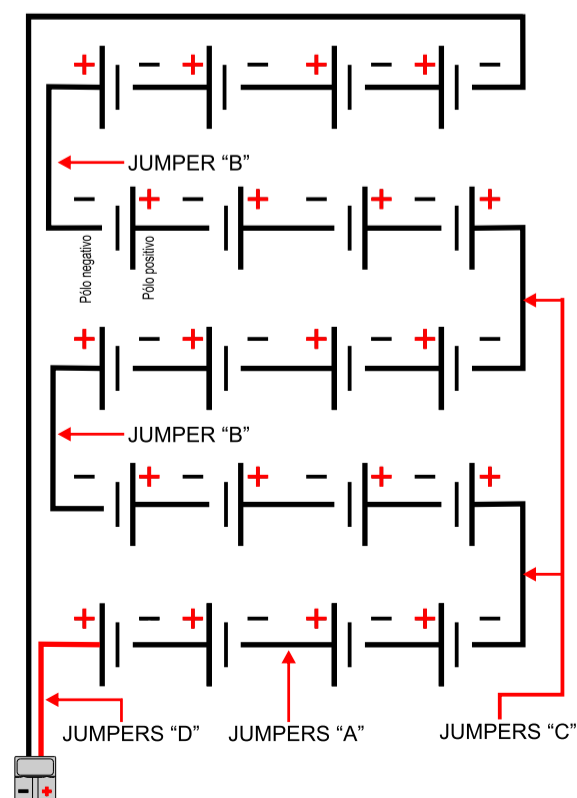 + − + − + − + −
JUMPER “B”
− + − + − + − +
Pólo negativo
Pólo positivo
+ − + − + − + −
JUMPER “B”
− + − + − + − +
+ − + − + − + −
JUMPERS “D”
JUMPERS “A”
JUMPERS “C”
− +